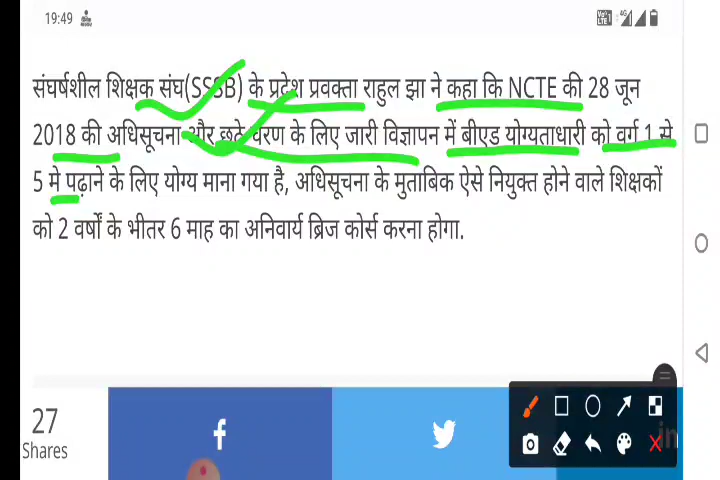 19:49
संघर्षशील शिक्षक संघ(SSSB) के प्रदेश प्रवक्ता राहुल झा ने कहा कि NCTE की 28 जून
2018 की अधिसूचना और छठे चरण के लिए जारी विज्ञापन में बीएड योग्यताधारी को वर्ग 1 से
5 मे पढ़ाने के लिए योग्य माना गया है, अधिसूचना के मुताबिक ऐसे नियुक्त होने वाले शिक्षकों
को 2 वर्षों के भीतर 6 माह का अनिवार्य ब्रिज कोर्स करना होगा.
27
Shares